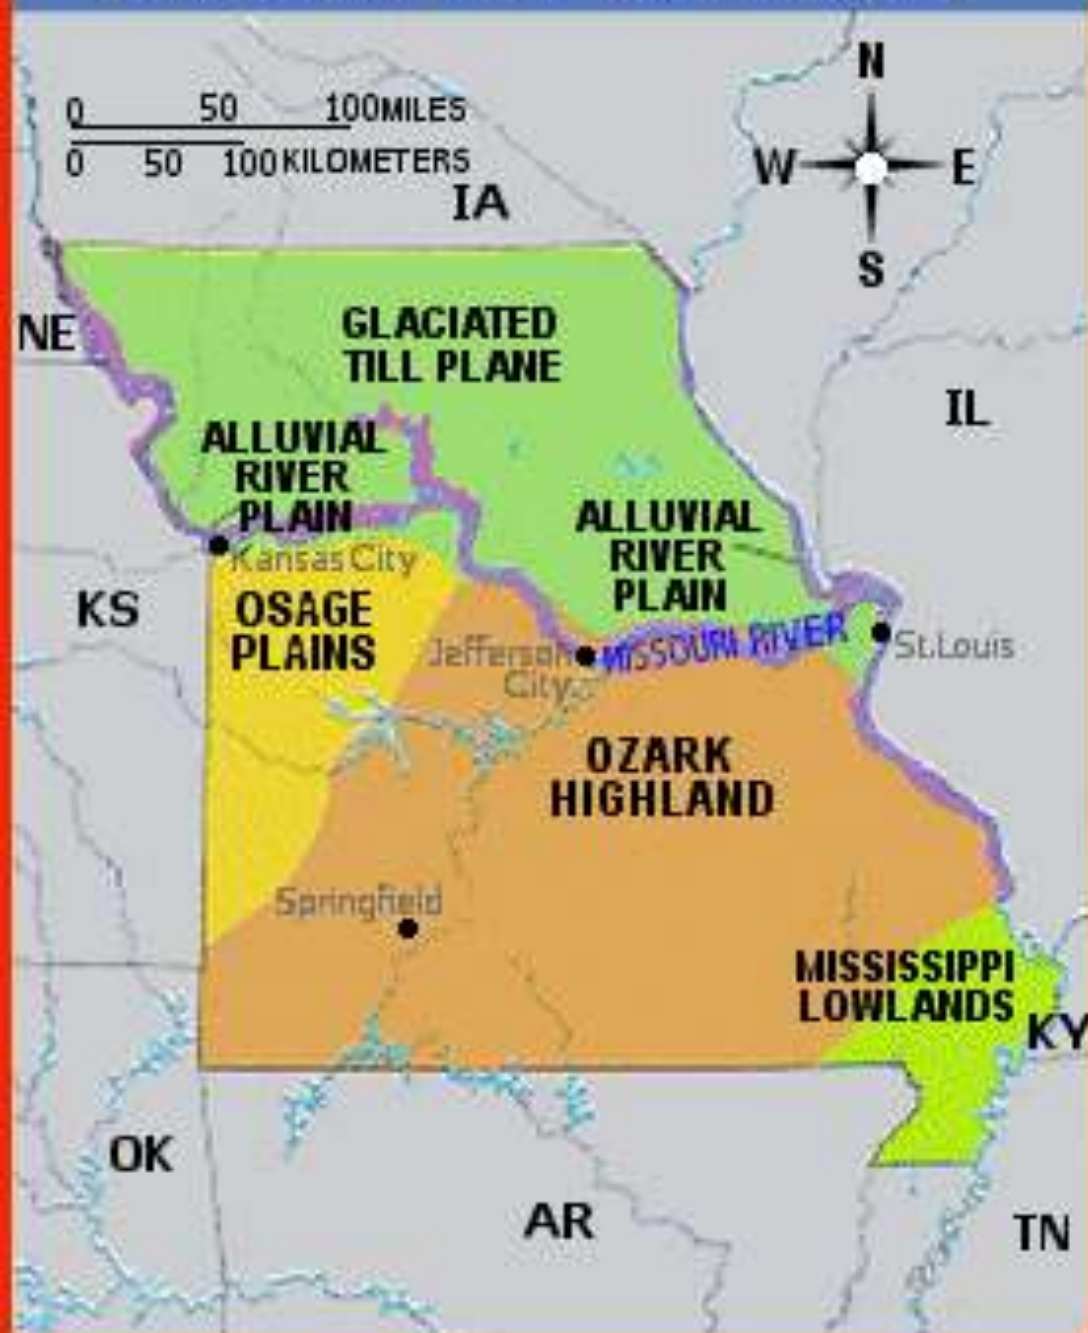 N
0 50 100MILES
0 50 100KILOMETERS
W E
IA
S
NE
GLACIATED
TILL PLANE
IL
ALLUVIAL
RIVER
PLAIN
ALLUVIAL
RIVER
PLAIN
Kansas City
KS
OSAGE
PLAINS
Jefferson
City
MISSOURI RIVER
St.Louis
OZARK
HIGHLAND
Springfield
MISSISSIPPI
LOWLANDS
KY
OK
AR
TN